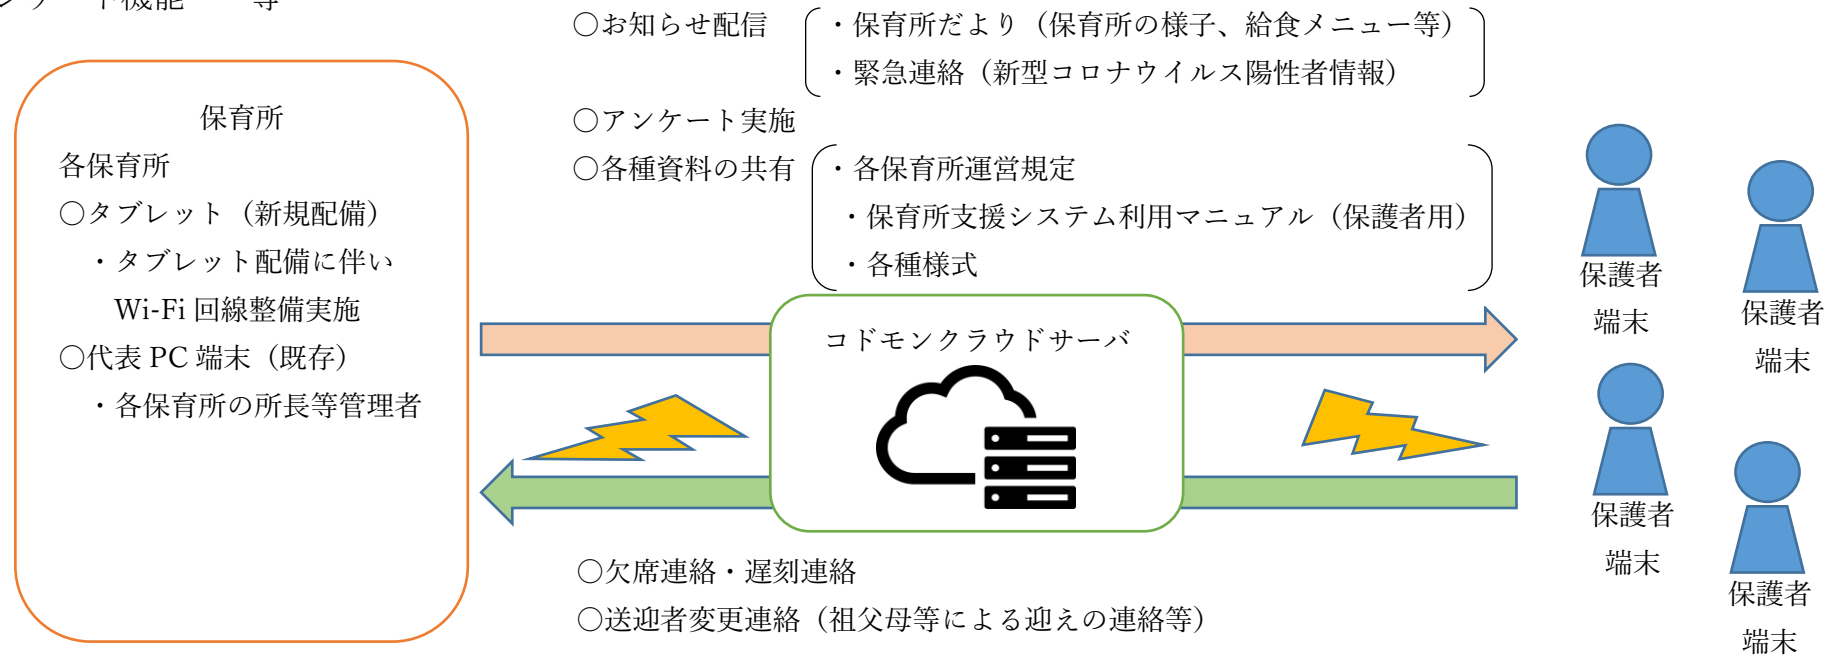 ート機能 等
○お知らせ配信
・保育所だより（保育所の様子、給食メニュー等）
・緊急連絡（新型コロナウイルス陽性者情報）
○アンケート実施
○各種資料の共有
・各保育所運営規定
・保育所支援システム利用マニュアル（保護者用）
・各種様式
保育所
各保育所
○タブレット（新規配備）
・タブレット配備に伴い
Wi-Fi 回線整備実施
○代表 PC 端末（既存）
・各保育所の所長等管理者
コドモンクラウドサーバ
○欠席連絡・遅刻連絡
○送迎者変更連絡（祖父母等による迎えの連絡等）
保護者
端末
保護者
端末
保護者
端末
保護者
端末